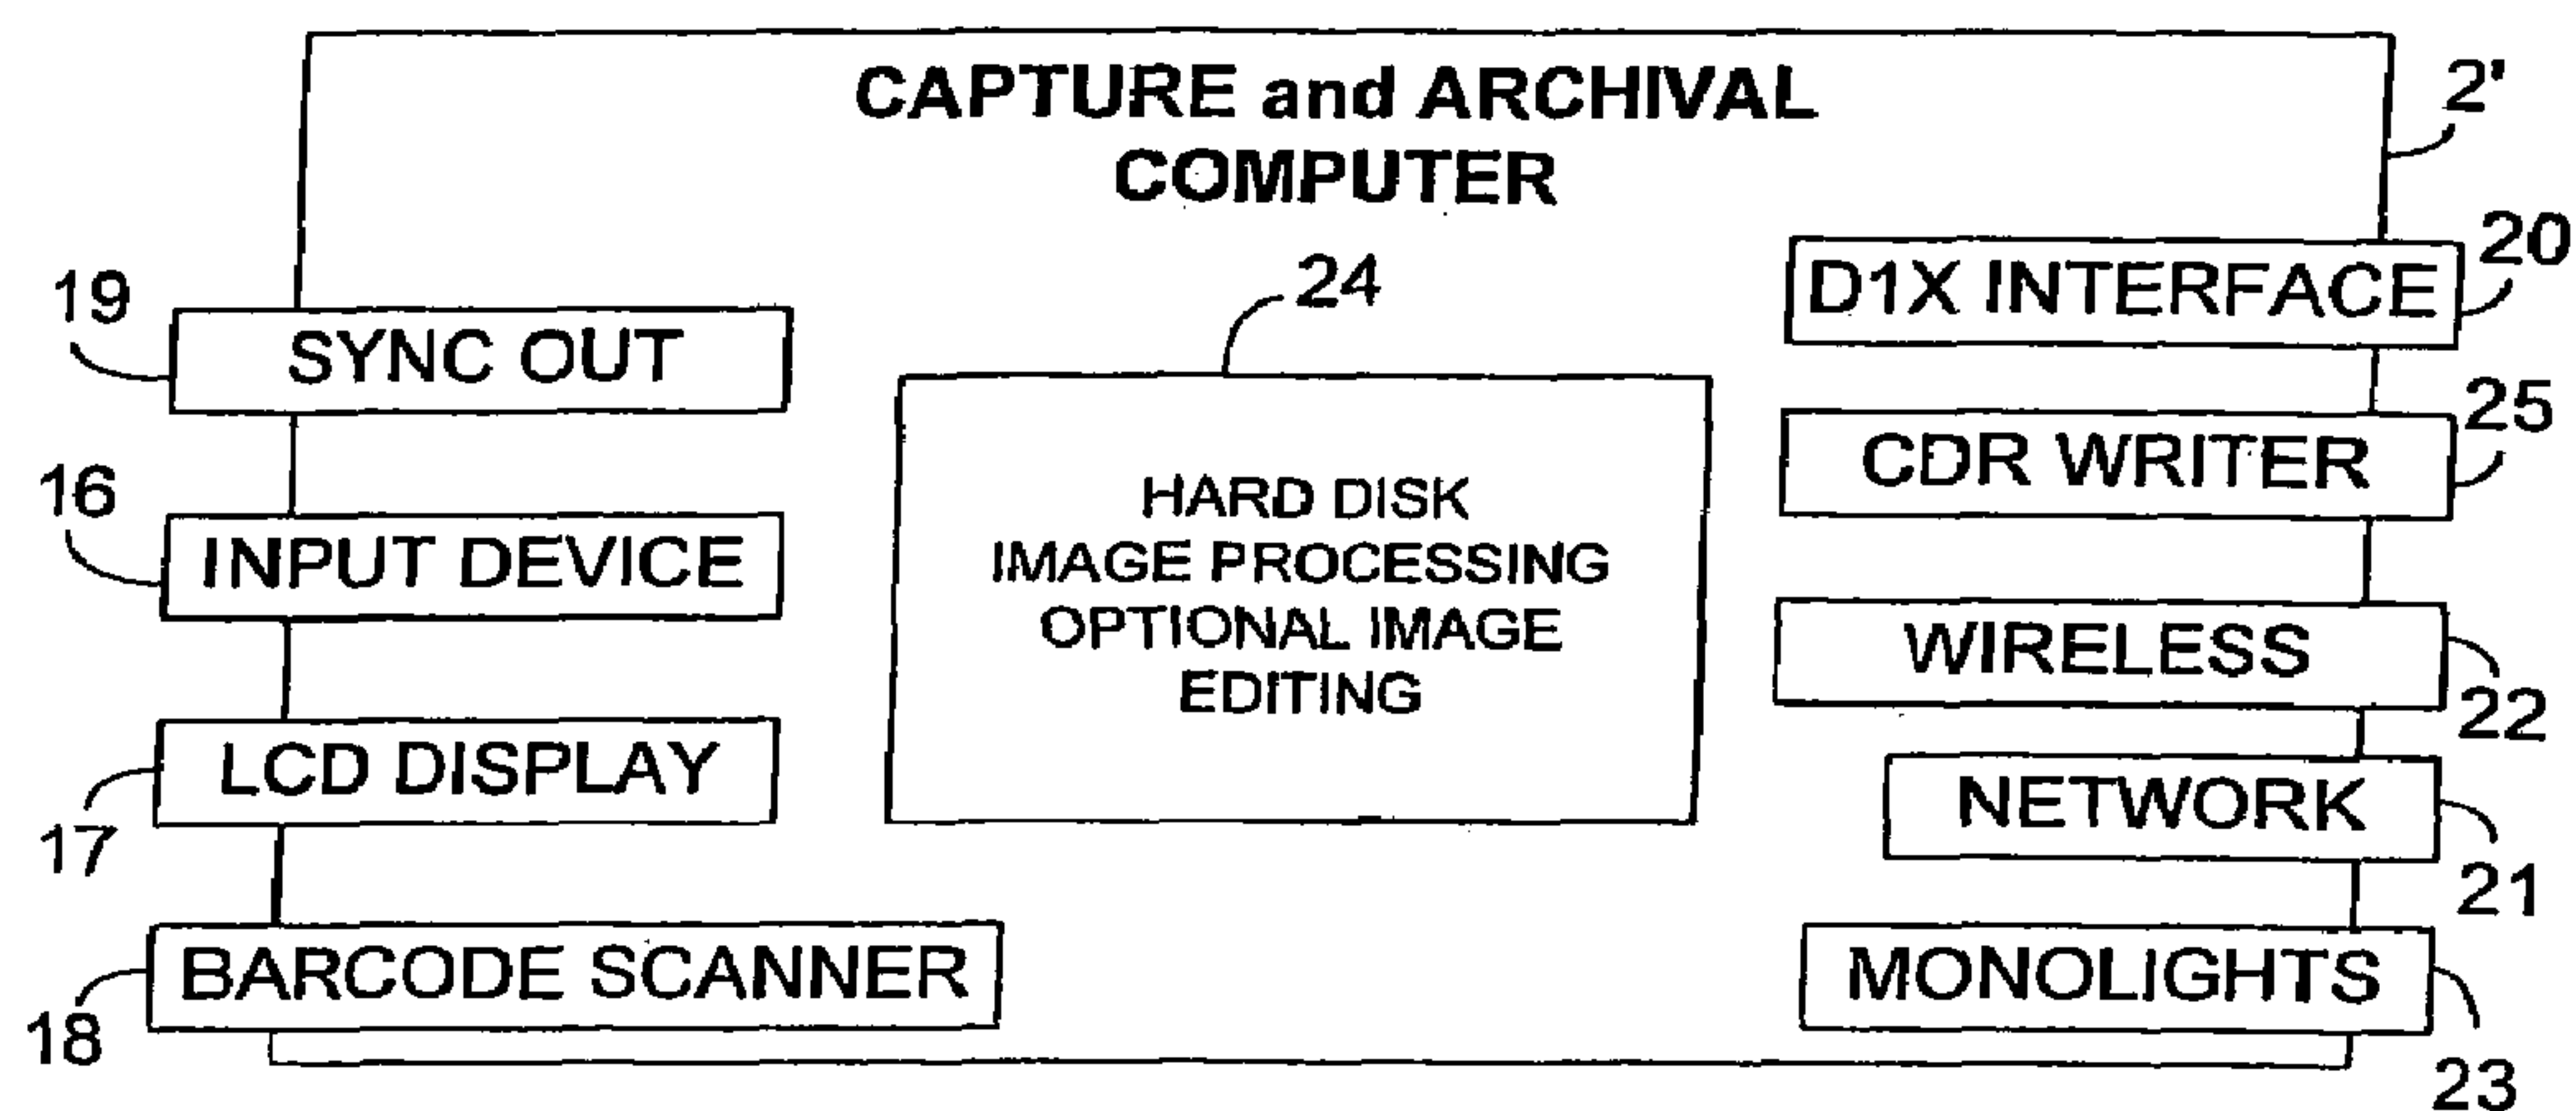 CAPTURE and ARCHIVAL
COMPUTER
2'
19
SYNC OUT
16
INPUT DEVICE
LCD DISPLAY
17
BARCODE SCANNER
18
24
HARD DISK
IMAGE PROCESSING
OPTIONAL IMAGE
EDITING
20
D1X INTERFACE
25
CDR WRITER
WIRELESS
22
NETWORK
21
MONOLIGHTS
23